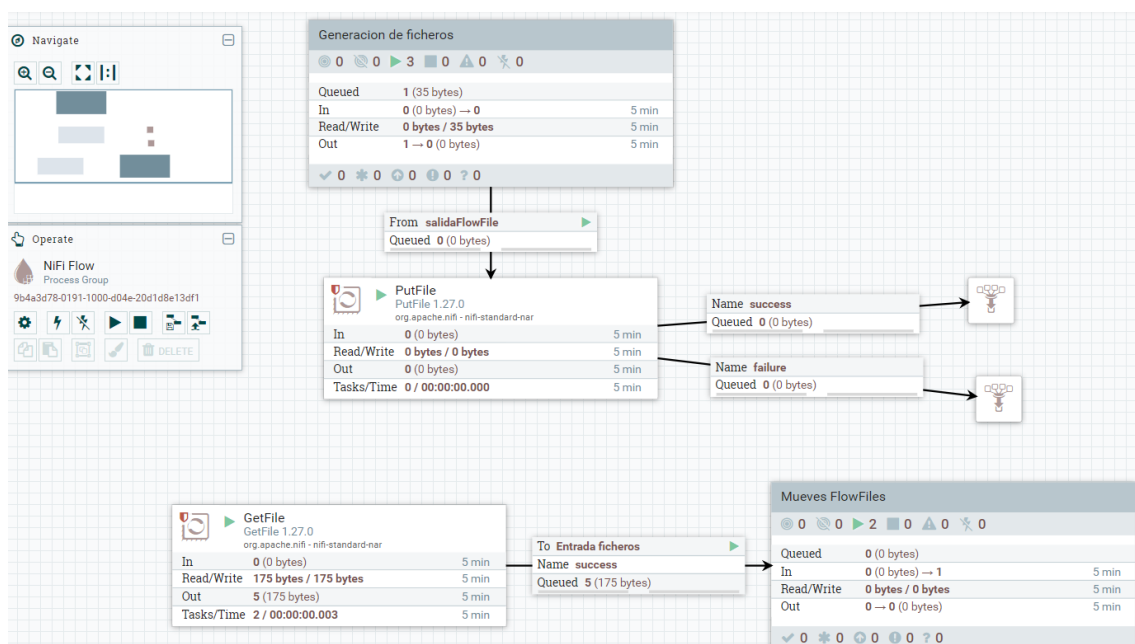 Navigate
Operate
NiFi Flow
Process Group
9b4a3d78-0191-1000-d04e-20d1d8e13df1
DELETE
Generacion de ficheros
0 0 3 0 0 0
Queued 1 (35 bytes)
In 0 (0 bytes) → 0 5 min
Read/Write 0 bytes / 35 bytes 5 min
Out 1 → 0 (0 bytes) 5 min
0 0 0 0 ? 0
From salidaFlowFile
Queued 0 (0 bytes)
PutFile
PutFile 1.27.0
org.apache.nifi - nifi-standard-nar
In 0 (0 bytes) 5 min
Read/Write 0 bytes / 0 bytes 5 min
Out 0 (0 bytes) 5 min
Tasks/Time 0 / 00:00:00.000 5 min
Name success
Queued 0 (0 bytes)
Name failure
Queued 0 (0 bytes)
GetFile
GetFile 1.27.0
org.apache.nifi - nifi-standard-nar
In 0 (0 bytes) 5 min
Read/Write 175 bytes / 175 bytes 5 min
Out 5 (175 bytes) 5 min
Tasks/Time 2 / 00:00:00.003 5 min
To Entrada ficheros
Name success
Queued 5 (175 bytes)
Mueves FlowFiles
0 0 2 0 0 0
Queued 0 (0 bytes)
In 0 (0 bytes) → 1 5 min
Read/Write 0 bytes / 0 bytes 5 min
Out 0 → 0 (0 bytes) 5 min
0 0 0 0 ? 0